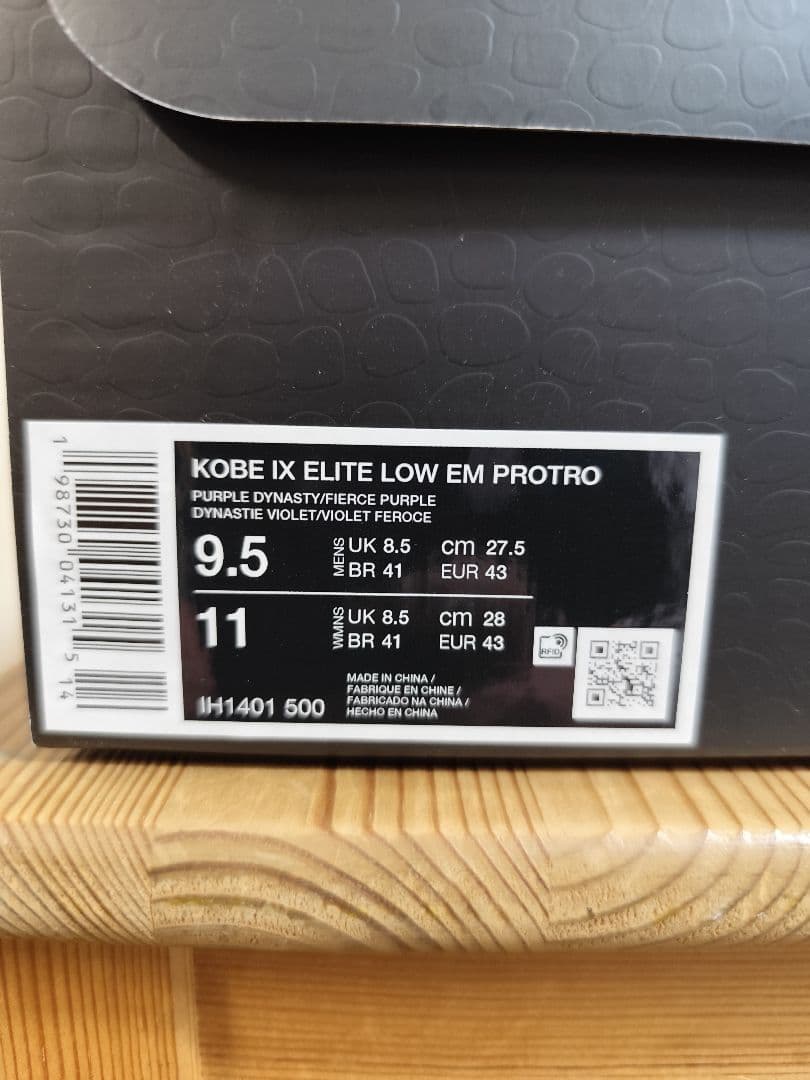 KOBE IX ELITE LOW EM PROTRO
PURPLE DYNASTY/FIERCE PURPLE
DYNASTIE VIOLET/VIOLET FEROCE
9.5 MENS UK 8.5 cm 27.5
BR 41 EUR 43
11 WMNS UK 8.5 cm 28
BR 41 EUR 43
RFID
MADE IN CHINA /
FABRIQUE EN CHINE /
FABRICADO NA CHINA /
HECHO EN CHINA
IH1401 500
1 98730 04131 5 14